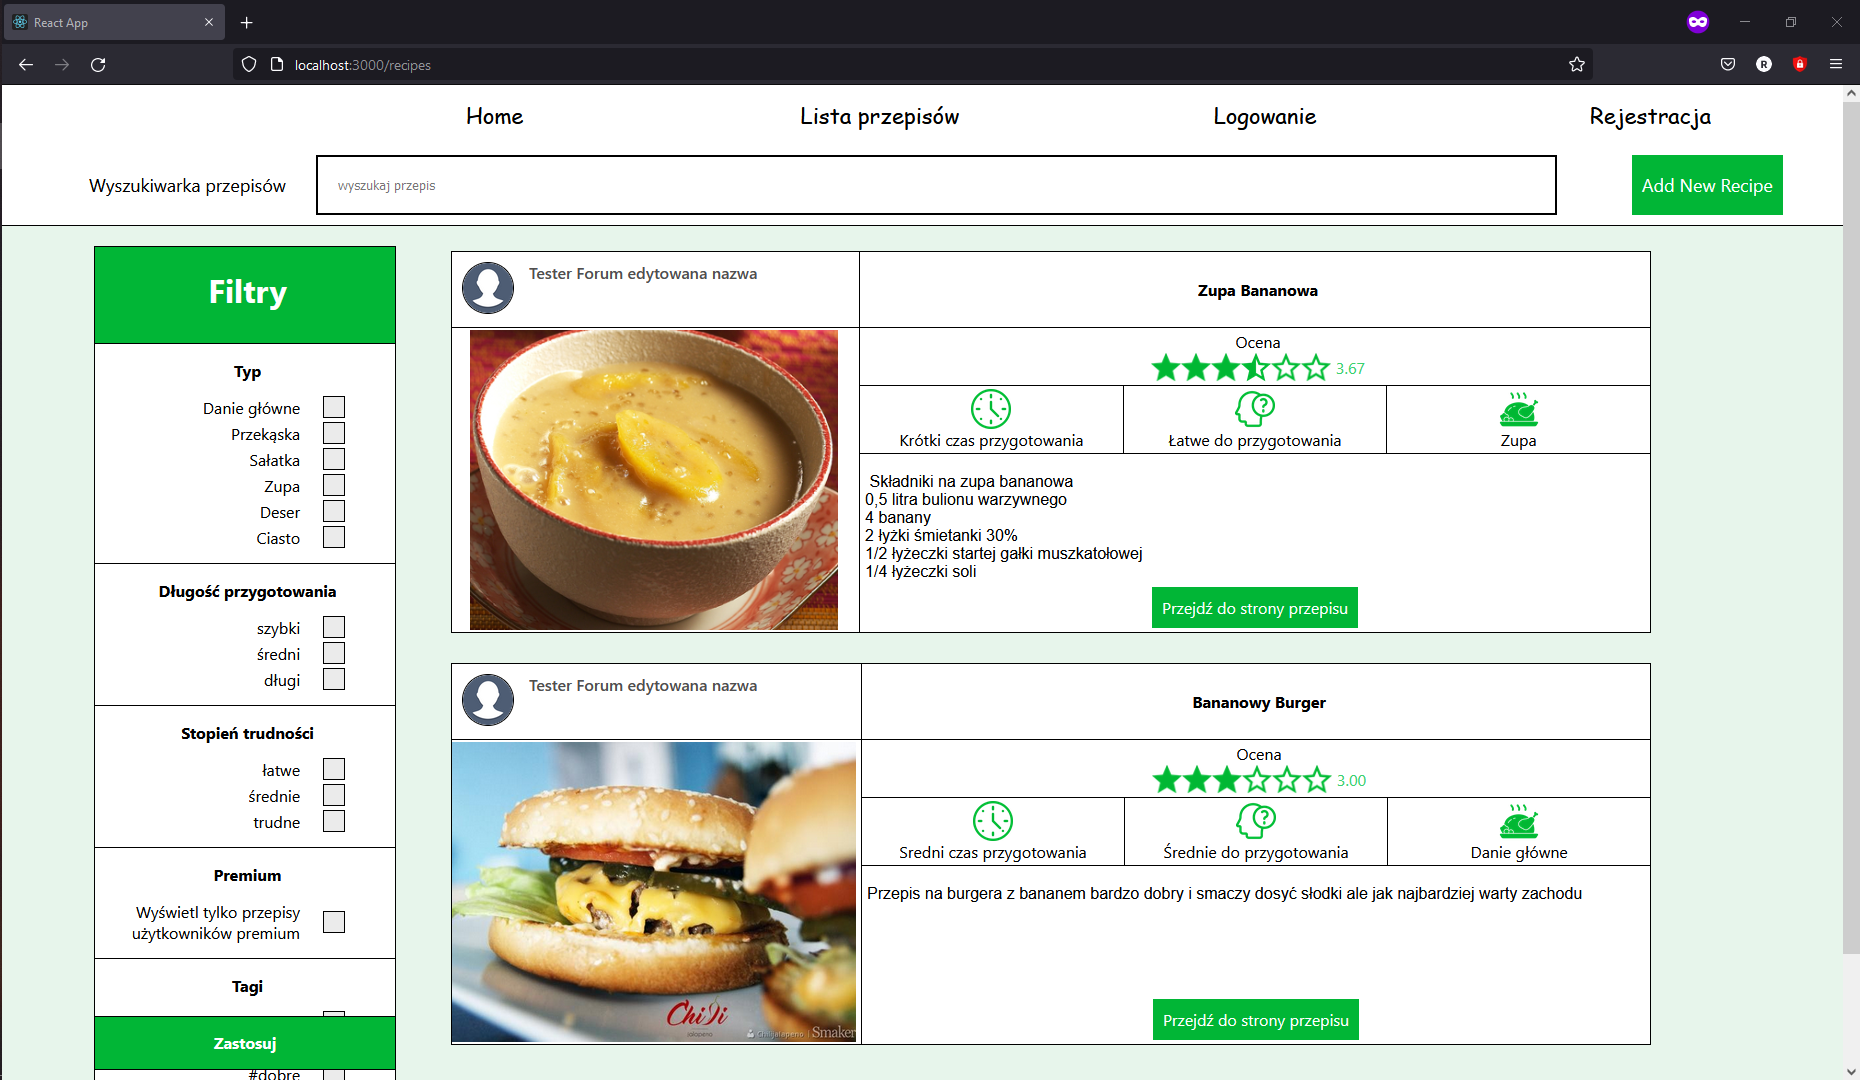 React App
localhost:3000/recipes
Home
Lista przepisów
Logowanie
Rejestracja
Wyszukiwarka przepisów
wyszukaj przepis
Add New Recipe
Filtry
Typ
Danie główne
Przekąska
Sałatka
Zupa
Deser
Ciasto
Długość przygotowania
szybki
średni
długi
Stopień trudności
łatwe
średnie
trudne
Premium
Wyświetl tylko przepisy
użytkowników premium
Tagi
Zastosuj
#dobre
Tester Forum edytowana nazwa
Zupa Bananowa
Ocena
3.67
Krótki czas przygotowania
Łatwe do przygotowania
Zupa
Składniki na zupa bananowa
0,5 litra bulionu warzywnego
4 banany
2 łyżki śmietanki 30%
1/2 łyżeczki startej gałki muszkatołowej
1/4 łyżeczki soli
Przejdź do strony przepisu
Tester Forum edytowana nazwa
Bananowy Burger
Ocena
3.00
Sredni czas przygotowania
Średnie do przygotowania
Danie główne
Przepis na burgera z bananem bardzo dobry i smaczy dosyć słodki ale jak najbardziej warty zachodu
Smaker
Przejdź do strony przepisu